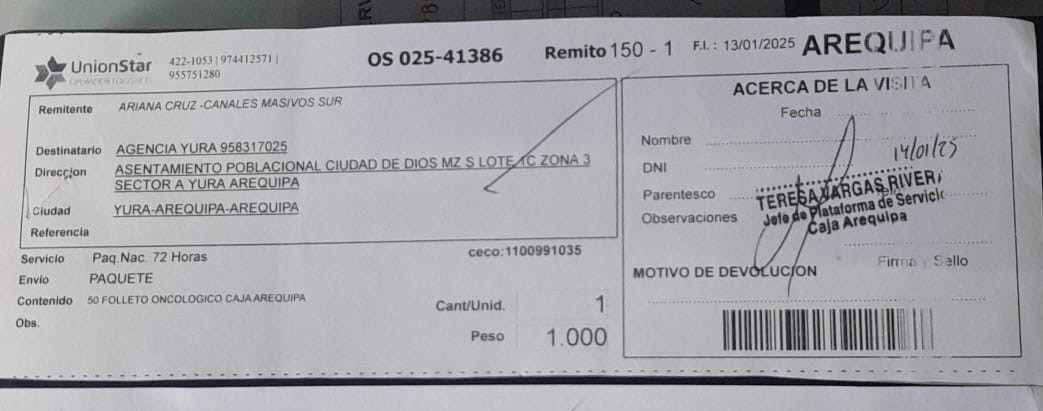 UnionStar
OPERADOR LOGISTICO
422-1053 | 974412571 |
955751280
OS 025-41386
Remito 150 - 1
F.I. : 13/01/2025
AREQUIPA
Remitente ARIANA CRUZ -CANALES MASIVOS SUR
Destinatario AGENCIA YURA 958317025
Direccion ASENTAMIENTO POBLACIONAL CIUDAD DE DIOS MZ S LOTE 1C ZONA 3
SECTOR A YURA AREQUIPA
Ciudad YURA-AREQUIPA-AREQUIPA
Referencia
Servicio Paq.Nac. 72 Horas
ceco:1100991035
Envio PAQUETE
Contenido 50 FOLLETO ONCOLOGICO CAJA AREQUIPA
Obs.
Cant/Unid. 1
Peso 1.000
ACERCA DE LA VISITA
Fecha
Nombre
14/01/25
DNI
Parentesco
TERESA VARGAS RIVERA
Observaciones
Jefe de Plataforma de Servicio
Caja Arequipa
Firma y Sello
MOTIVO DE DEVOLUCION